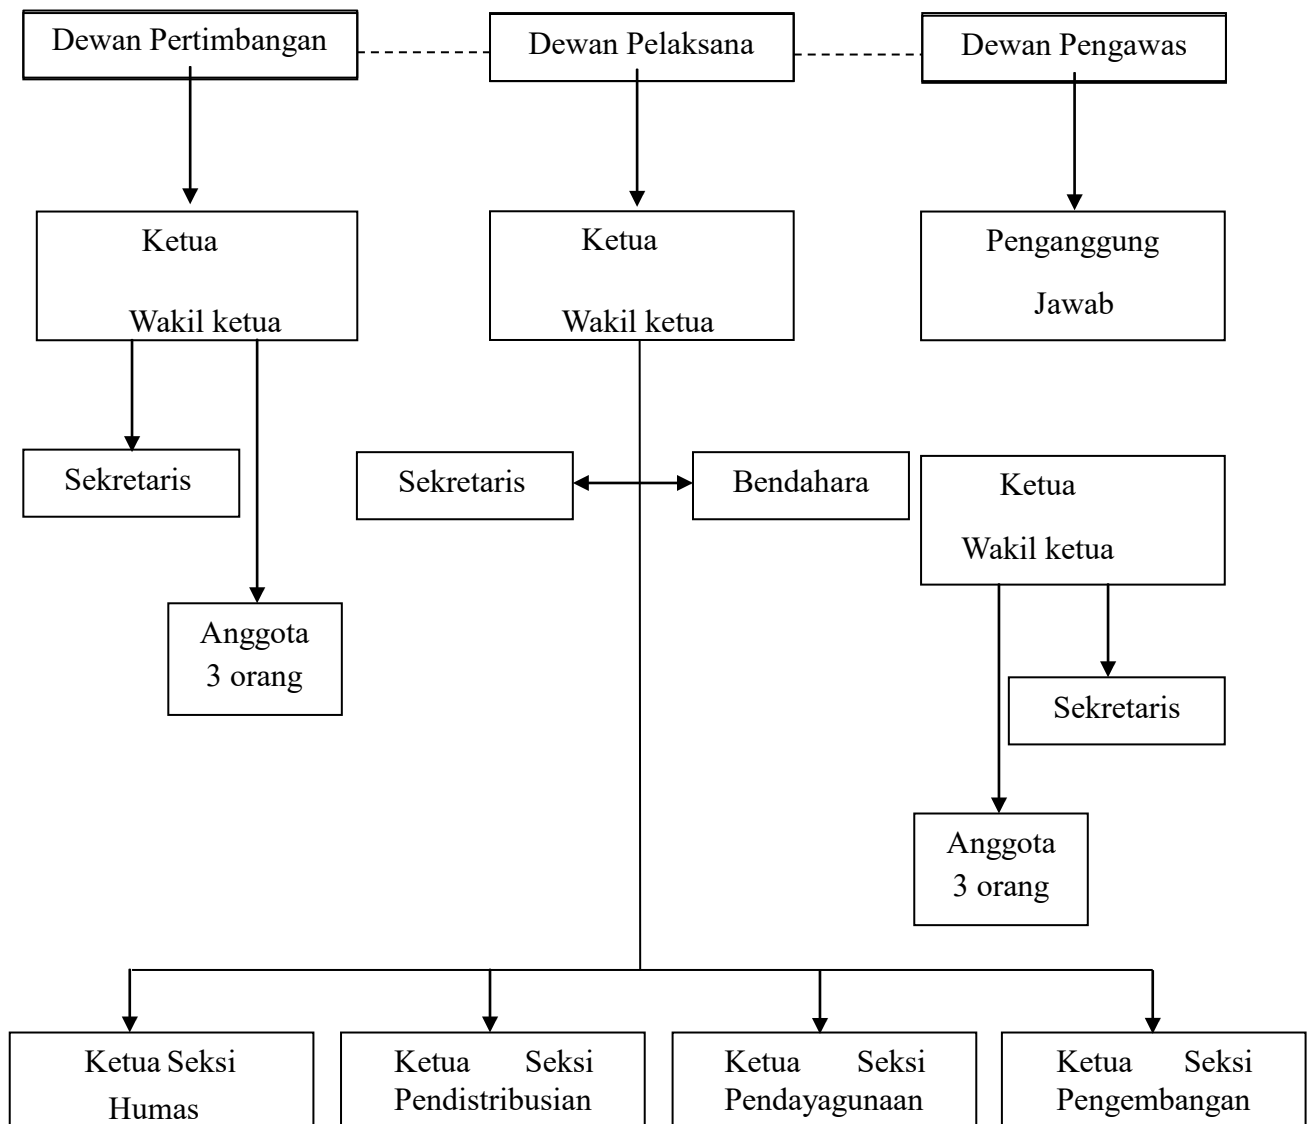 Dewan Pertimbangan
Dewan Pelaksana
Dewan Pengawas
Ketua
Wakil ketua
Ketua
Wakil ketua
Penganggung
Jawab
Sekretaris
Sekretaris
Bendahara
Ketua
Wakil ketua
Anggota
3 orang
Sekretaris
Anggota
3 orang
Ketua Seksi
Humas
Ketua Seksi
Pendistribusian
Ketua Seksi
Pendayagunaan
Ketua Seksi
Pengembangan